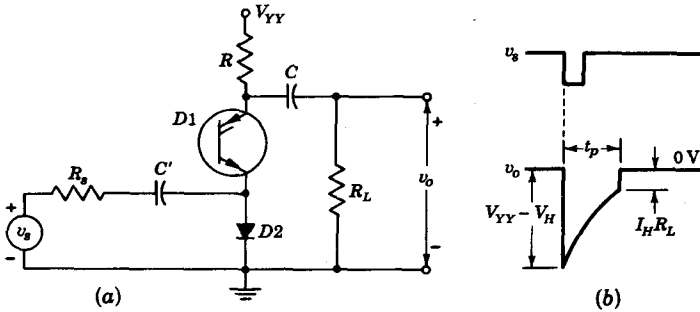 V_YY
R
C
D1
R_s
C'
R_L
v_o
+
−
+
v_s
−
D2
(a)
v_s
t_p
0 V
v_o
V_YY − V_H
I_H R_L
(b)